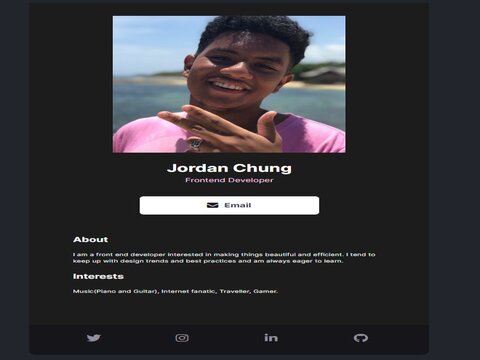 Jordan Chung
Frontend Developer
Email
About
I am a front end developer interested in making things beautiful and efficient. I tend to
keep up with design trends and best practices and am always eager to learn.
Interests
Music(Piano and Guitar), Internet fanatic, Traveller, Gamer.